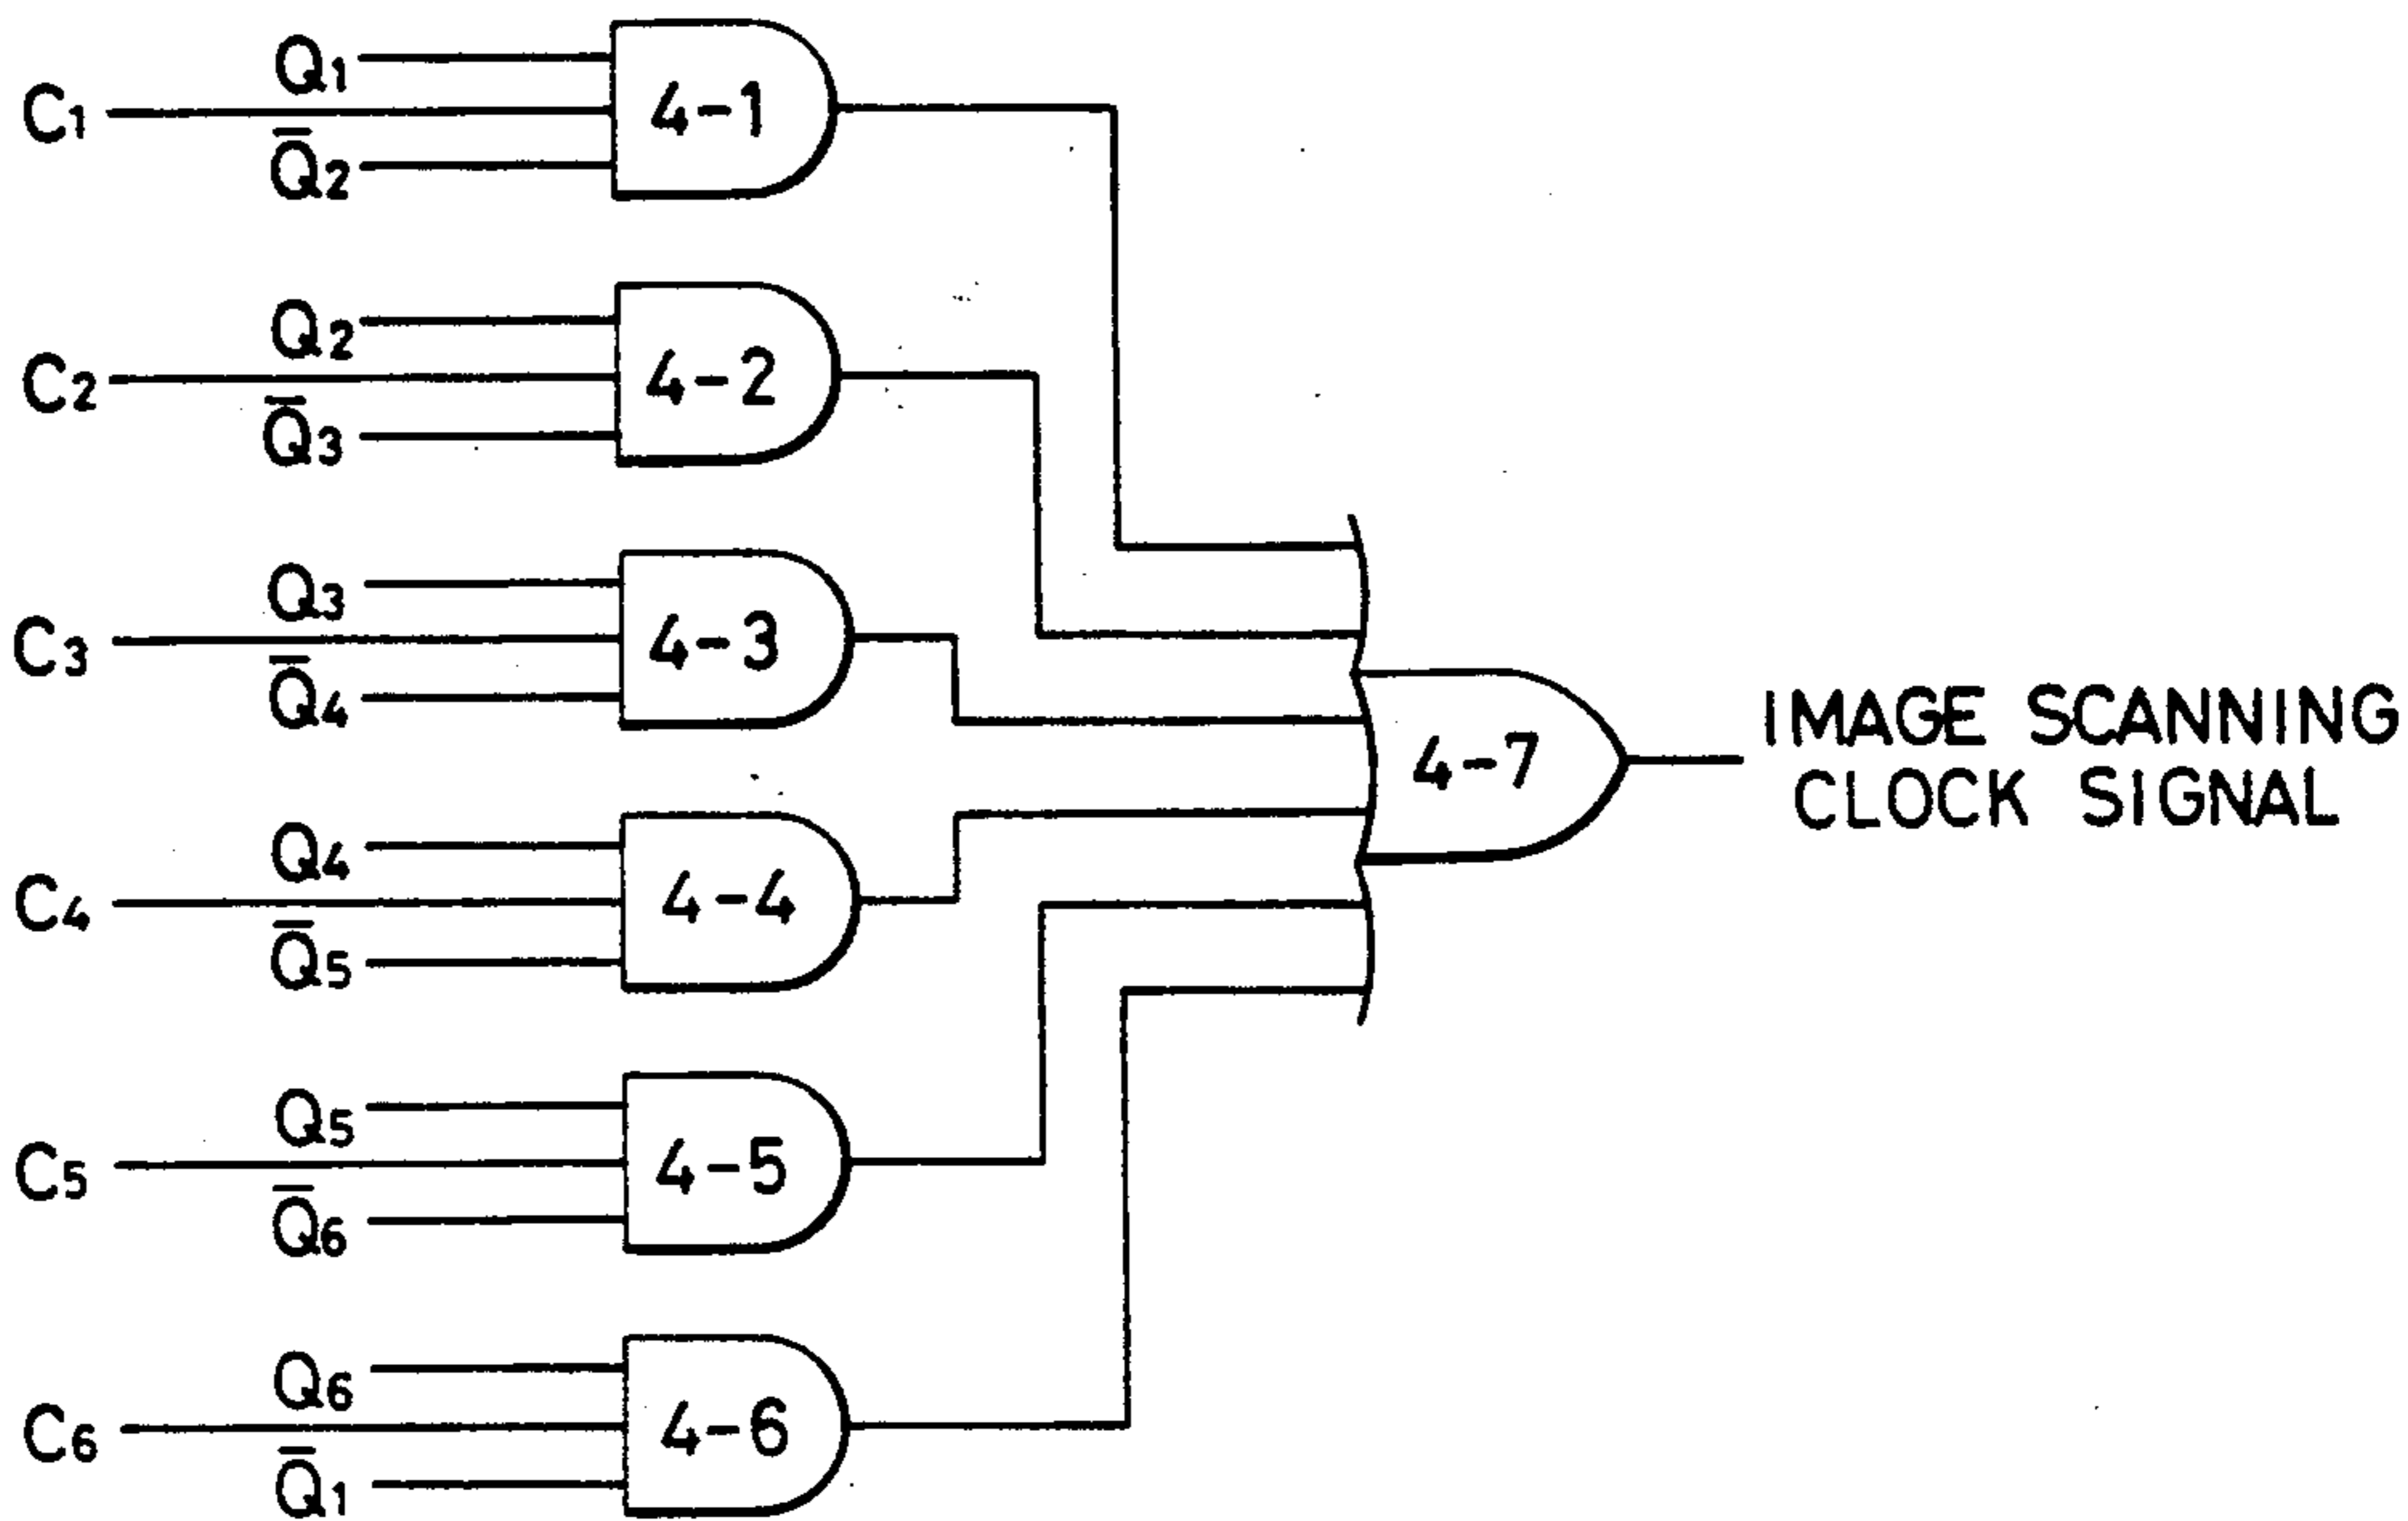 Q1
C1
4-1
Q̅2
Q2
C2
4-2
Q̅3
Q3
C3
4-3
Q̅4
IMAGE SCANNING
CLOCK SIGNAL
4-7
Q4
C4
4-4
Q̅5
Q5
C5
4-5
Q̅6
Q6
C6
4-6
Q̅1